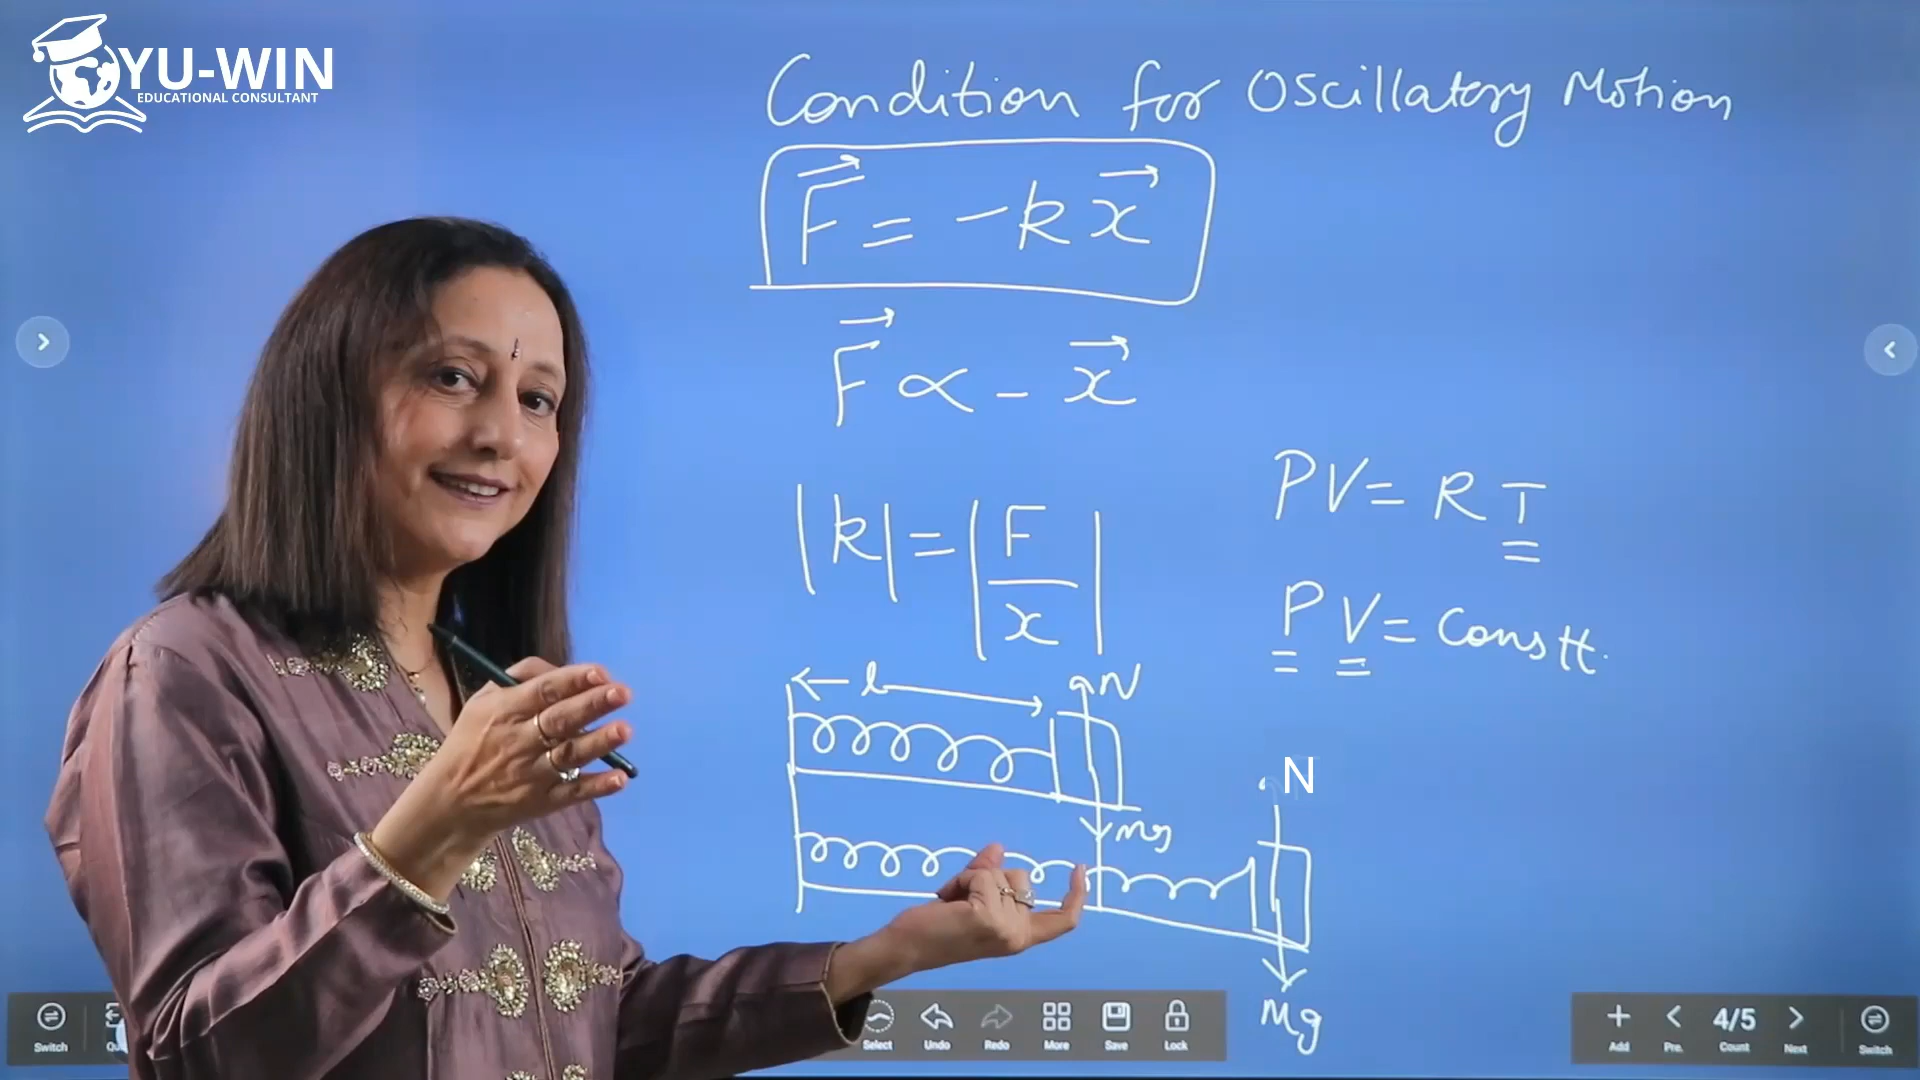 YU-WIN
EDUCATIONAL CONSULTANT
Condition for Oscillatory Motion
F = -kx
F ∝ - x
|k| = |F/x|
PV = RT
PV = Constt.
l
N
Mg
N
Mg
Switch
Select
Undo
Redo
More
Save
Lock
Add
Pre.
4/5
Count
Next
Switch